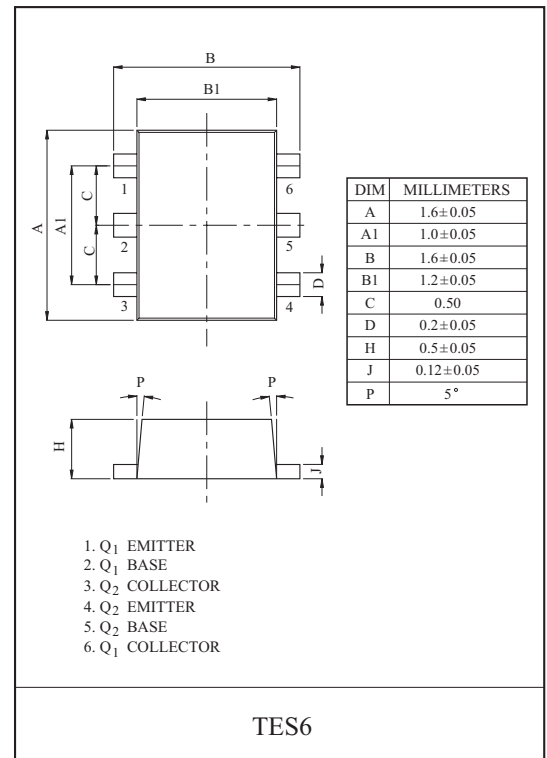 B
B1
A
A1
C
C
D
1
2
3
6
5
4
DIM MILLIMETERS
A 1.6±0.05
A1 1.0±0.05
B 1.6±0.05
B1 1.2±0.05
C 0.50
D 0.2±0.05
H 0.5±0.05
J 0.12±0.05
P 5°
P
P
H
J
1. Q1 EMITTER
2. Q1 BASE
3. Q2 COLLECTOR
4. Q2 EMITTER
5. Q2 BASE
6. Q1 COLLECTOR
TES6